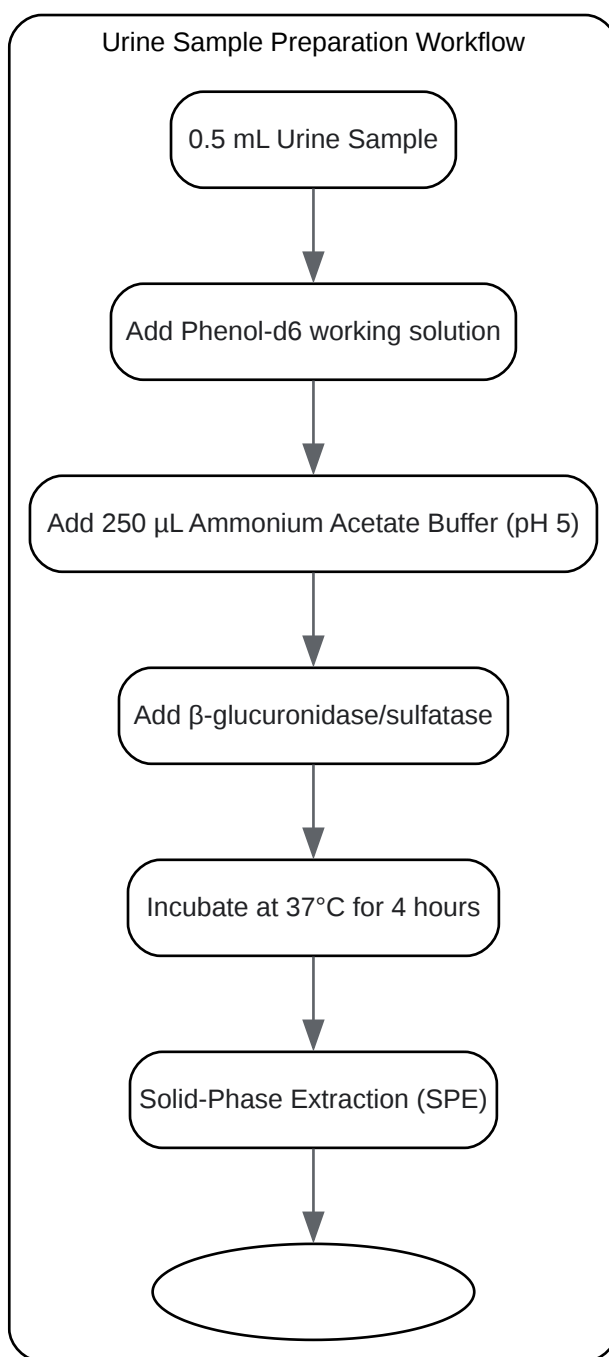 Urine Sample Preparation Workflow
0.5 mL Urine Sample
Add Phenol-d6 working solution
Add 250 µL Ammonium Acetate Buffer (pH 5)
Add β-glucuronidase/sulfatase
Incubate at 37°C for 4 hours
Solid-Phase Extraction (SPE)